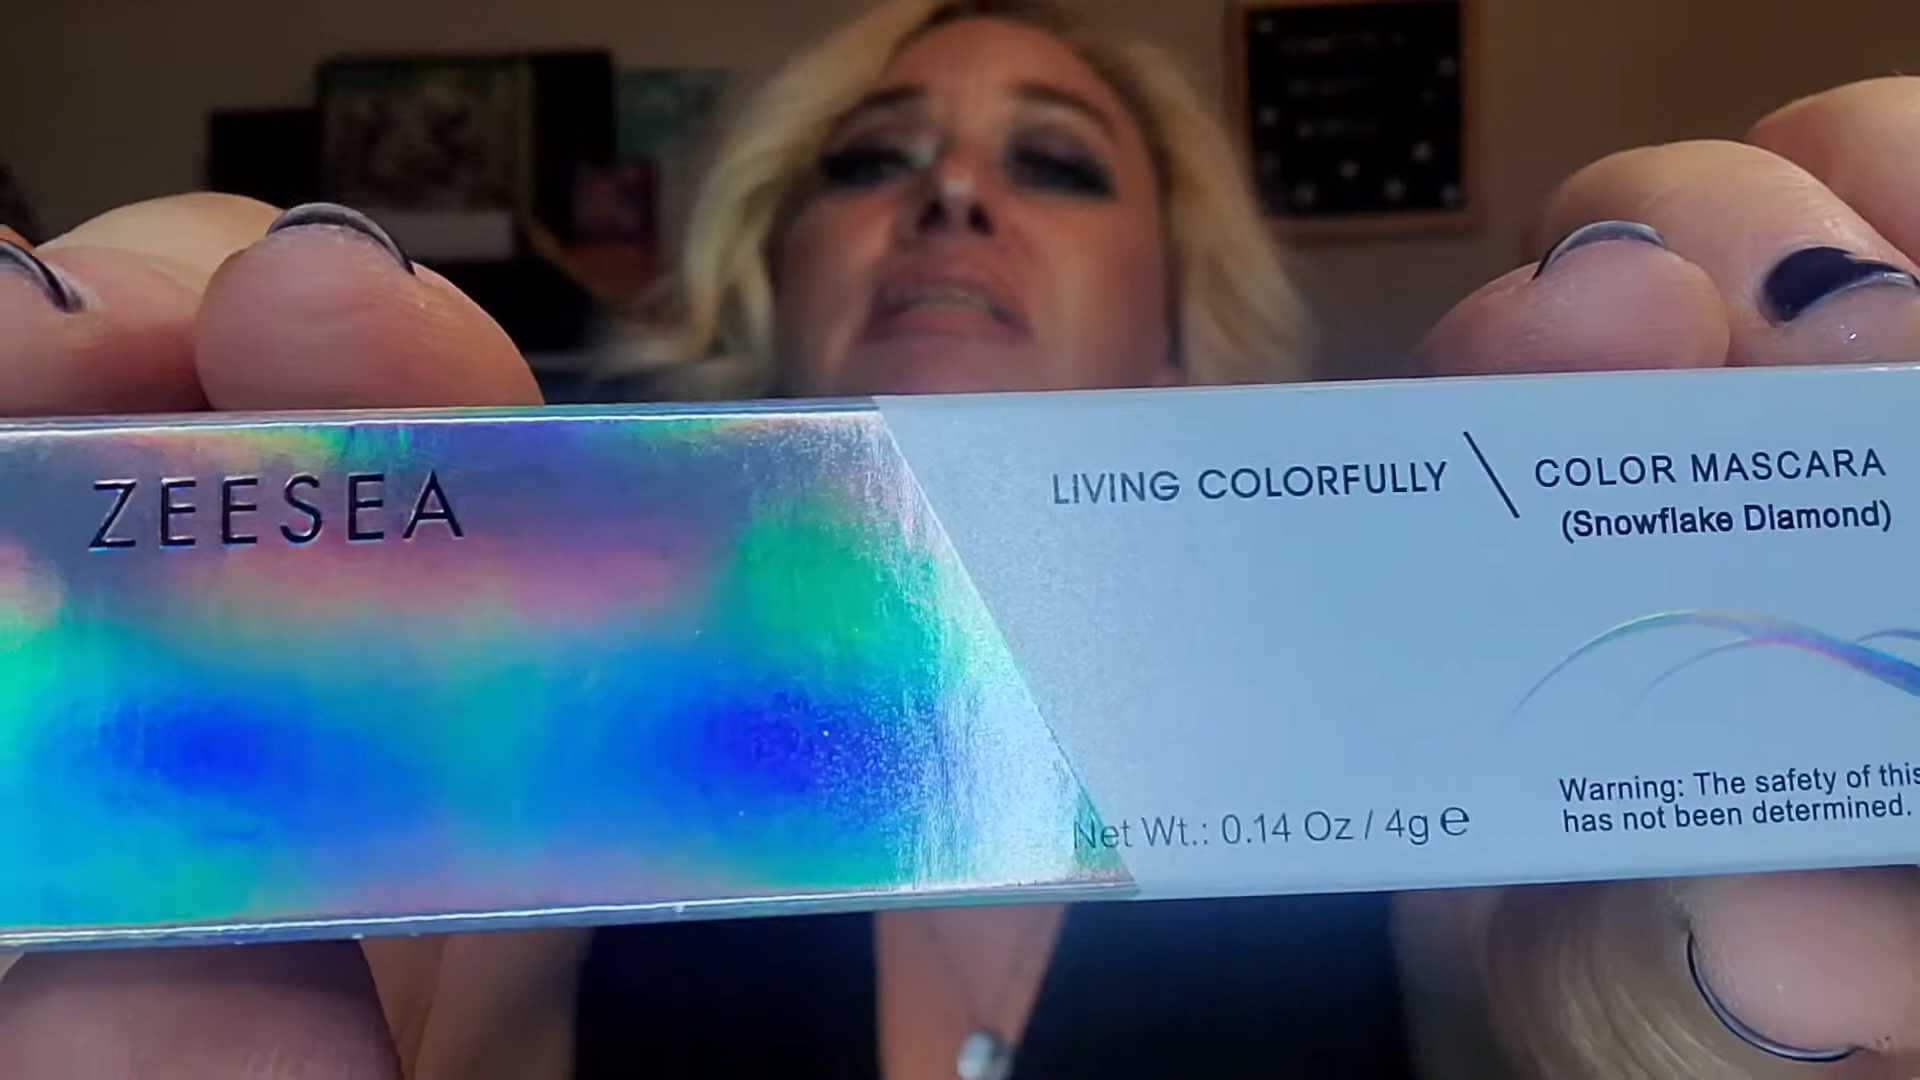 ZEESEA
LIVING COLORFULLY \ COLOR MASCARA
(Snowflake Diamond)
Net Wt.: 0.14 Oz / 4g ℮
Warning: The safety of this
has not been determined.